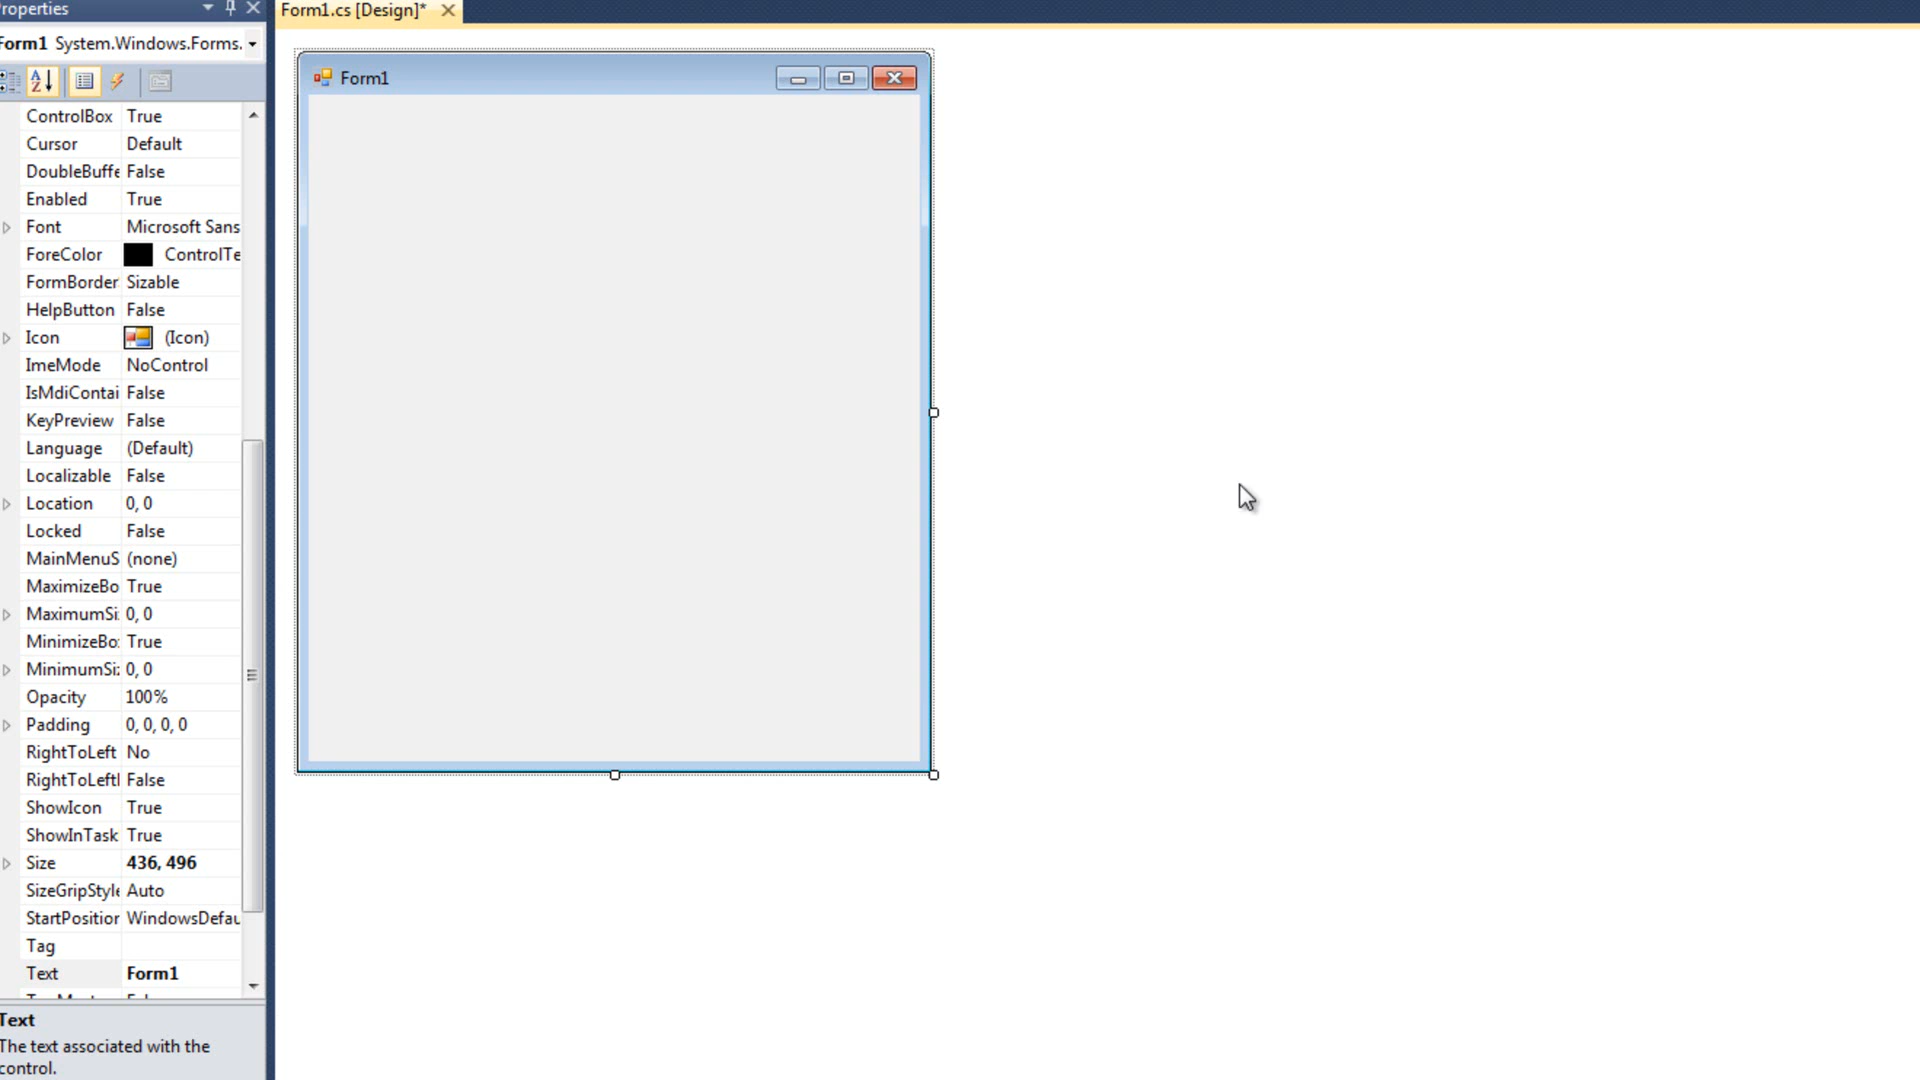 Properties
Form1.cs [Design]*
Form1 System.Windows.Forms.
Form1
ControlBox True
Cursor Default
DoubleBuffe False
Enabled True
Font Microsoft Sans
ForeColor ControlTe
FormBorder Sizable
HelpButton False
Icon (Icon)
ImeMode NoControl
IsMdiContai False
KeyPreview False
Language (Default)
Localizable False
Location 0, 0
Locked False
MainMenuS (none)
MaximizeBo True
MaximumSi 0, 0
MinimizeBo True
MinimumSi 0, 0
Opacity 100%
Padding 0, 0, 0, 0
RightToLeft No
RightToLeftl False
ShowIcon True
ShowInTask True
Size 436, 496
SizeGripStyle Auto
StartPosition WindowsDefau
Tag
Text Form1
Text
The text associated with the
control.